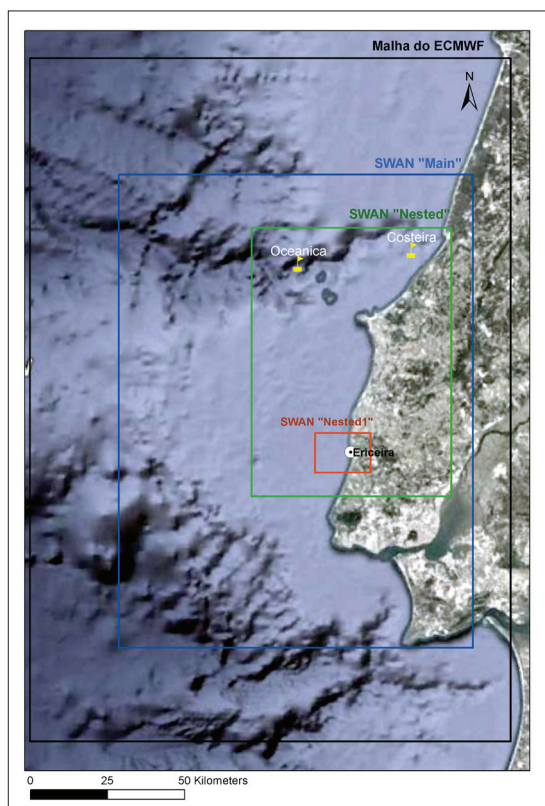 Malha do ECMWF
N
SWAN "Main"
SWAN "Nested"
Costeira
Oceanica
SWAN "Nested1"
Ericeira
0 25 50 Kilometers